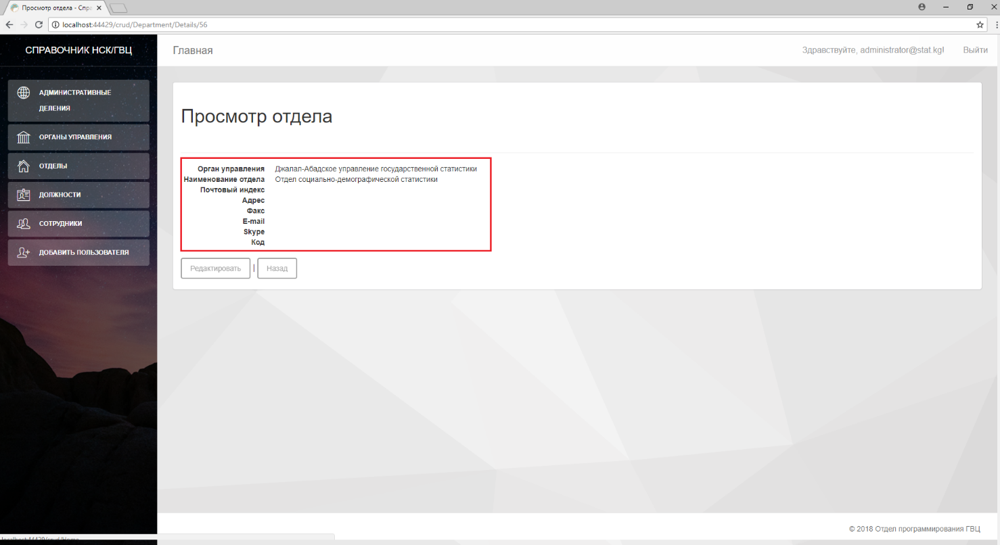 Просмотр отдела - Спра
localhost:44429/crud/Department/Details/56
СПРАВОЧНИК НСК/ГВЦ
Главная
Здравствуйте, administrator@stat.kg!
Выйти
АДМИНИСТРАТИВНЫЕ
ДЕЛЕНИЯ
ОРГАНЫ УПРАВЛЕНИЯ
ОТДЕЛЫ
ДОЛЖНОСТИ
СОТРУДНИКИ
ДОБАВИТЬ ПОЛЬЗОВАТЕЛЯ
Просмотр отдела
Орган управления Джалал-Абадское управление государственной статистики
Наименование отдела Отдел социально-демографической статистики
Почтовый индекс
Адрес
Факс
E-mail
Skype
Код
Редактировать | Назад
© 2018 Отдел программирования ГВЦ
localhost:44429/crud/Home